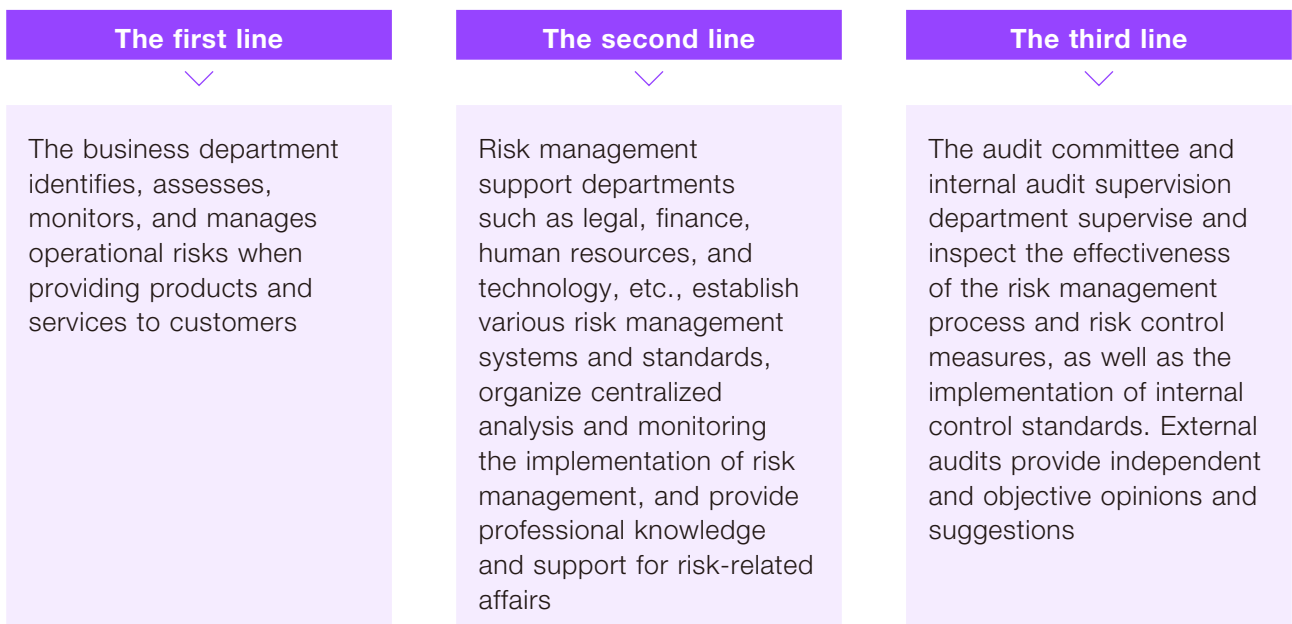 The first line
The business department
identifies, assesses,
monitors, and manages
operational risks when
providing products and
services to customers
The second line
Risk management
support departments
such as legal, finance,
human resources, and
technology, etc., establish
various risk management
systems and standards,
organize centralized
analysis and monitoring
the implementation of risk
management, and provide
professional knowledge
and support for risk-related
affairs
The third line
The audit committee and
internal audit supervision
department supervise and
inspect the effectiveness
of the risk management
process and risk control
measures, as well as the
implementation of internal
control standards. External
audits provide independent
and objective opinions and
suggestions